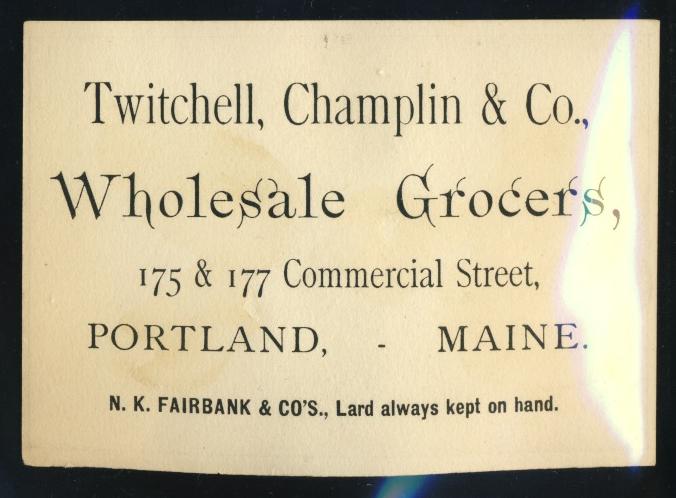 Twitchell, Champlin & Co.,
Wholesale Grocers,
175 & 177 Commercial Street,
PORTLAND, - MAINE.
N. K. FAIRBANK & CO'S., Lard always kept on hand.